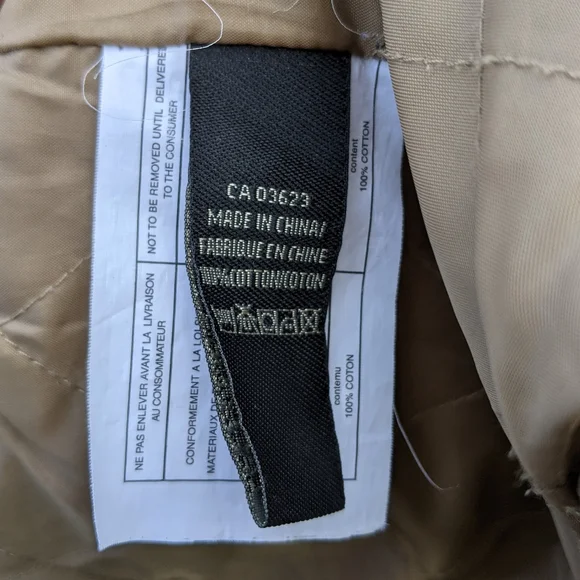 CA 03623
MADE IN CHINA/
FABRIQUE EN CHINE
100% COTTON/COTON
NOT TO BE REMOVED UNTIL DELIVERED
TO THE CONSUMER
content
100% COTTON
NE PAS ENLEVER AVANT LA LIVRAISON
AU CONSOMMATEUR
CONFORMEMENT A LA LOI
MATERIAUX
contenu
100% COTON